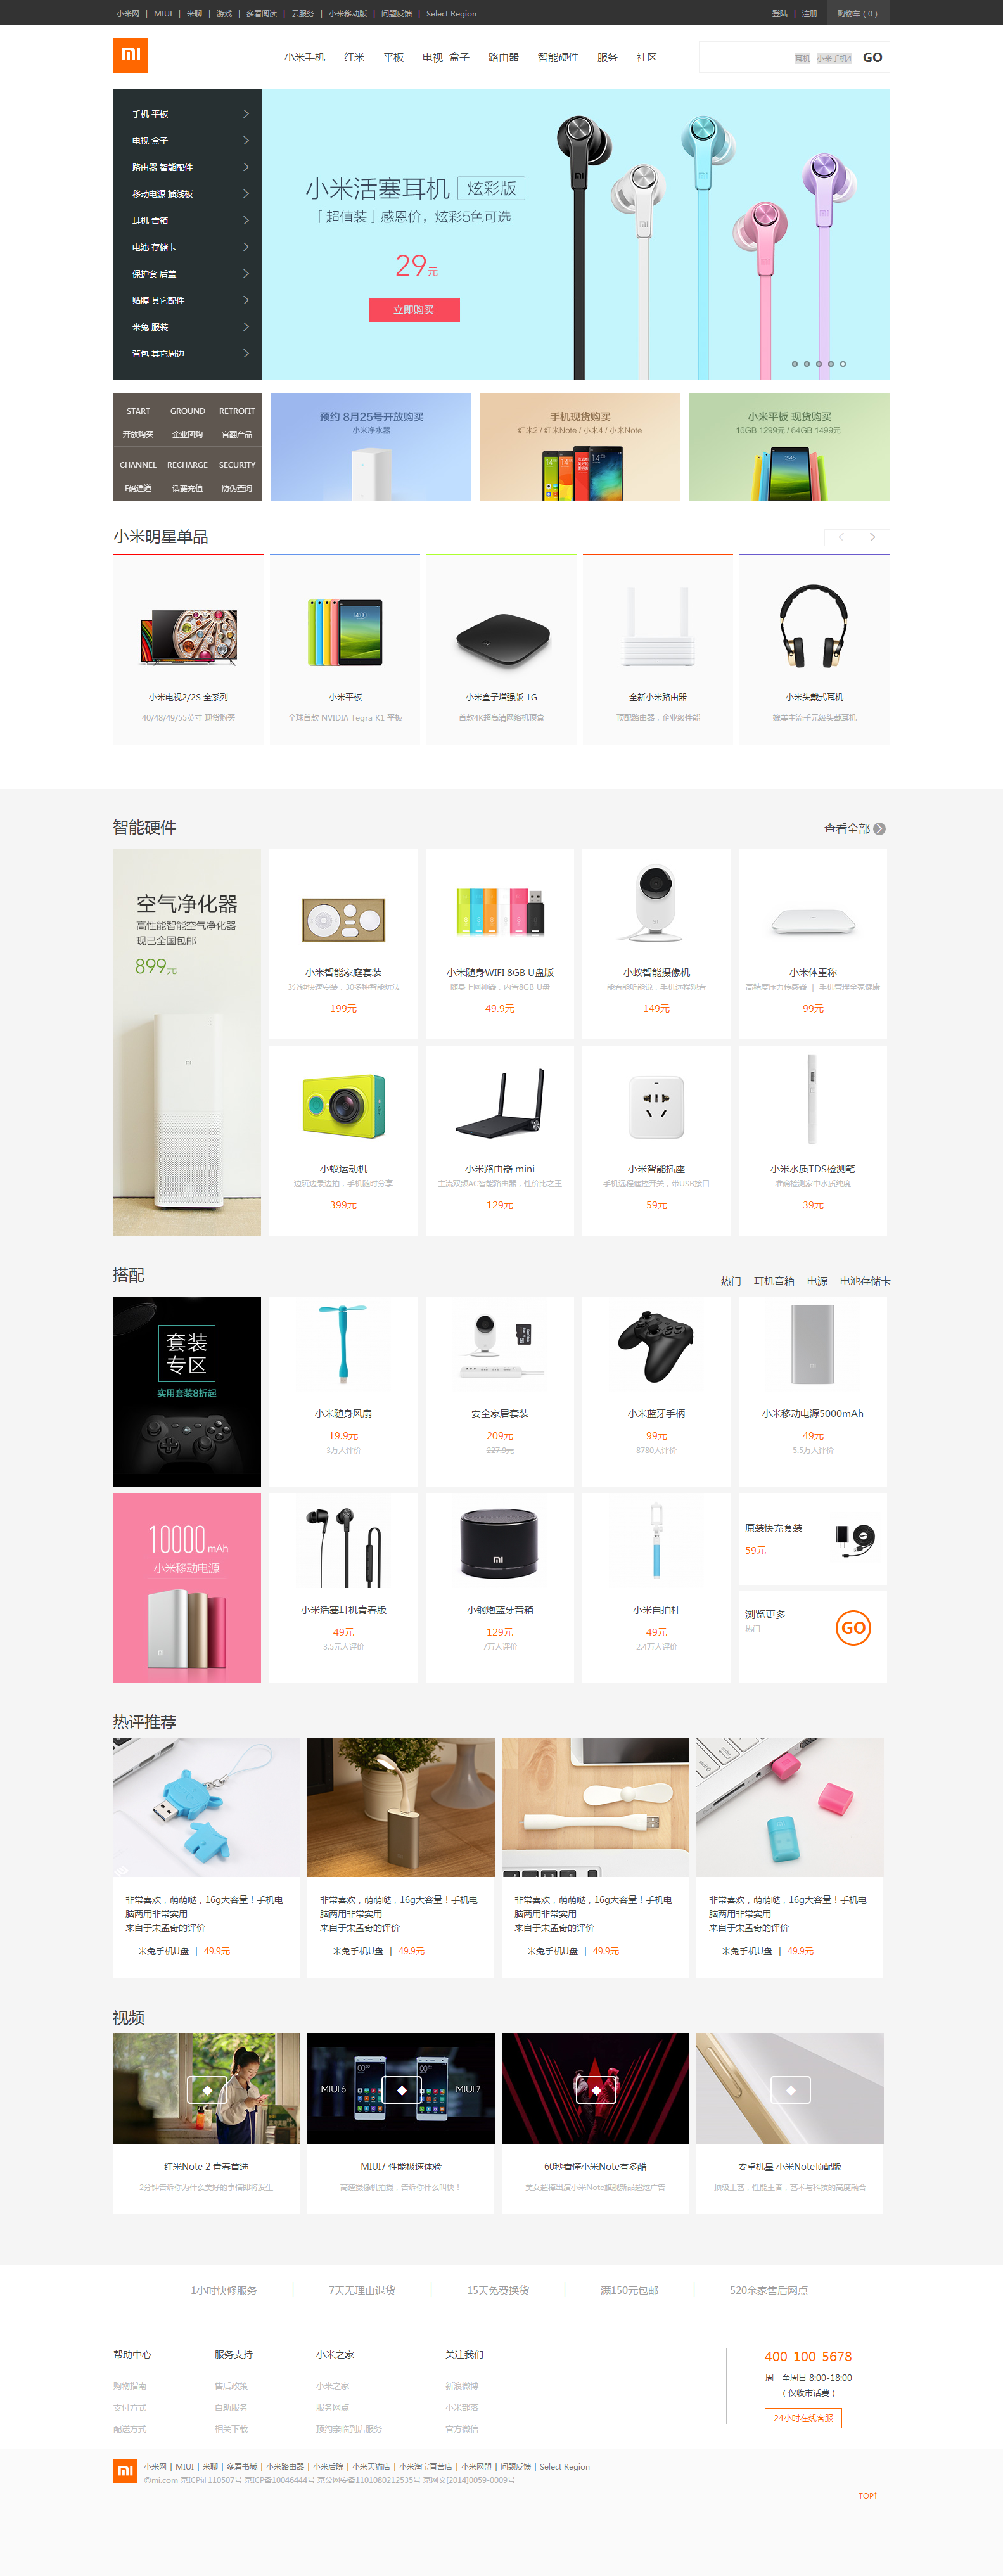 小米网 | MIUI | 米聊 | 游戏 | 多看阅读 | 云服务 | 小米移动版 | 问题反馈 | Select Region
登陆 | 注册 购物车 ( 0 )
mi
小米手机 红米 平板 电视 盒子 路由器 智能硬件 服务 社区
耳机 小米手机4 GO
手机 平板
电视 盒子
路由器 智能配件
移动电源 插线板
耳机 音箱
电池 存储卡
保护套 后盖
贴膜 其它配件
米兔 服装
背包 其它周边
小米活塞耳机 炫彩版
「超值装」感恩价，炫彩5色可选
29元
立即购买
START GROUND RETROFIT
开放购买 企业团购 官翻产品
CHANNEL RECHARGE SECURITY
F码通道 话费充值 防伪查询
预约 8月25号开放购买
小米净水器
手机现货购买
红米2 / 红米Note / 小米4 / 小米Note
小米平板 现货购买
16GB 1299元 / 64GB 1499元
小米明星单品
小米电视2/2S 全系列
40/48/49/55英寸 现货购买
小米平板
全球首款 NVIDIA Tegra K1 平板
小米盒子增强版 1G
首款4K超高清网络机顶盒
全新小米路由器
顶配路由器，企业级性能
小米头戴式耳机
媲美主流千元级头戴耳机
智能硬件
查看全部
空气净化器
高性能智能空气净化器
现已全国包邮
899元
小米智能家庭套装
3分钟快速安装，30多种智能玩法
199元
小米随身WIFI 8GB U盘版
随身上网神器，内置8GB U盘
49.9元
小蚁智能摄像机
能看能听能说，手机远程观看
149元
小米体重称
高精度压力传感器 | 手机管理全家健康
99元
小蚁运动机
边玩边录边拍，手机随时分享
399元
小米路由器 mini
主流双频AC智能路由器，性价比之王
129元
小米智能插座
手机远程遥控开关，带USB接口
59元
小米水质TDS检测笔
准确检测家中水质纯度
39元
搭配
热门 耳机音箱 电源 电池存储卡
套装
专区
实用套装8折起
小米随身风扇
19.9元
3万人评价
安全家居套装
209元
227.9元
小米蓝牙手柄
99元
8780人评价
小米移动电源5000mAh
49元
5.5万人评价
10000 mAh
小米移动电源
小米活塞耳机青春版
49元
3.5元人评价
小钢炮蓝牙音箱
129元
7万人评价
小米自拍杆
49元
2.4万人评价
原装快充套装
59元
浏览更多
热门
GO
热评推荐
非常喜欢，萌萌哒，16g大容量！手机电
脑两用非常实用
来自于宋孟奇的评价
米兔手机U盘 | 49.9元
非常喜欢，萌萌哒，16g大容量！手机电
脑两用非常实用
来自于宋孟奇的评价
米兔手机U盘 | 49.9元
非常喜欢，萌萌哒，16g大容量！手机电
脑两用非常实用
来自于宋孟奇的评价
米兔手机U盘 | 49.9元
非常喜欢，萌萌哒，16g大容量！手机电
脑两用非常实用
来自于宋孟奇的评价
米兔手机U盘 | 49.9元
视频
MIUI 6 MIUI 7
红米Note 2 青春首选
2分钟告诉你为什么美好的事情即将发生
MIUI7 性能极速体验
高速摄像机拍摄，告诉你什么叫快！
60秒看懂小米Note有多酷
美女超模出演小米Note旗舰新品超炫广告
安卓机皇 小米Note顶配版
顶级工艺，性能王者，艺术与科技的高度融合
1小时快修服务 7天无理由退货 15天免费换货 满150元包邮 520余家售后网点
帮助中心 服务支持 小米之家 关注我们
购物指南 售后政策 小米之家 新浪微博
支付方式 自助服务 服务网点 小米部落
配送方式 相关下载 预约亲临到店服务 官方微信
400-100-5678
周一至周日 8:00-18:00
（仅收市话费）
24小时在线客服
mi
小米网 | MIUI | 米聊 | 多看书城 | 小米路由器 | 小米后院 | 小米天猫店 | 小米淘宝直营店 | 小米网盟 | 问题反馈 | Select Region
©mi.com 京ICP证110507号 京ICP备10046444号 京公网安备1101080212535号 京网文[2014]0059-0009号
TOP↑